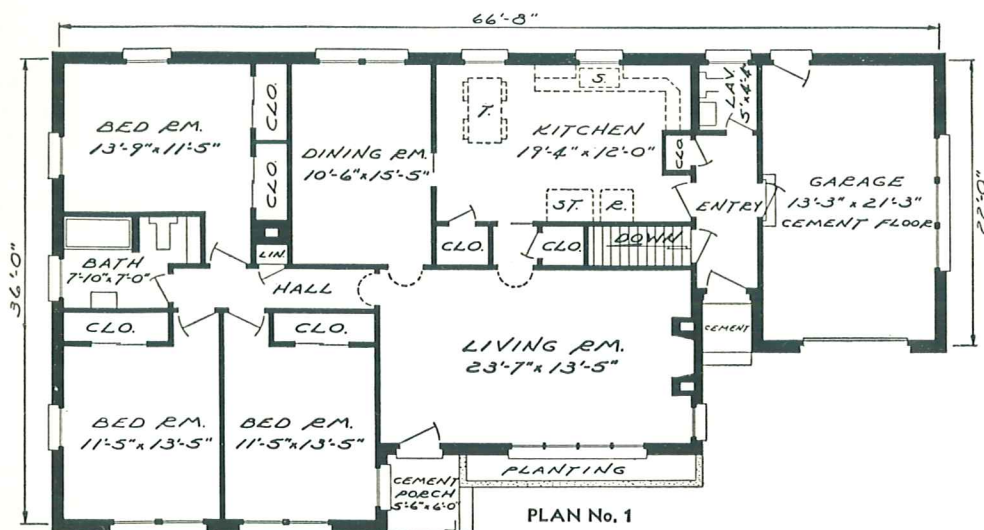 66'-8"
BED RM.
13'-9" x 11'-5"
CLO.
CLO.
DINING RM.
10'-6" x 15'-5"
T.
S.
KITCHEN
19'-4" x 12'-0"
CLO.
LAV.
5' x 4'-4"
GARAGE
13'-3" x 21'-3"
CEMENT FLOOR
22'-0"
ENTRY
ST.
R.
CLO.
CLO.
DOWN
36'-0"
BATH
7'-10" x 7'-0"
LIN.
HALL
CLO.
CLO.
LIVING RM.
23'-7" x 13'-5"
CEMENT
BED RM.
11'-5" x 13'-5"
BED RM.
11'-5" x 13'-5"
PLANTING
CEMENT
PORCH
5'-6" x 6'-0"
PLAN No. 1